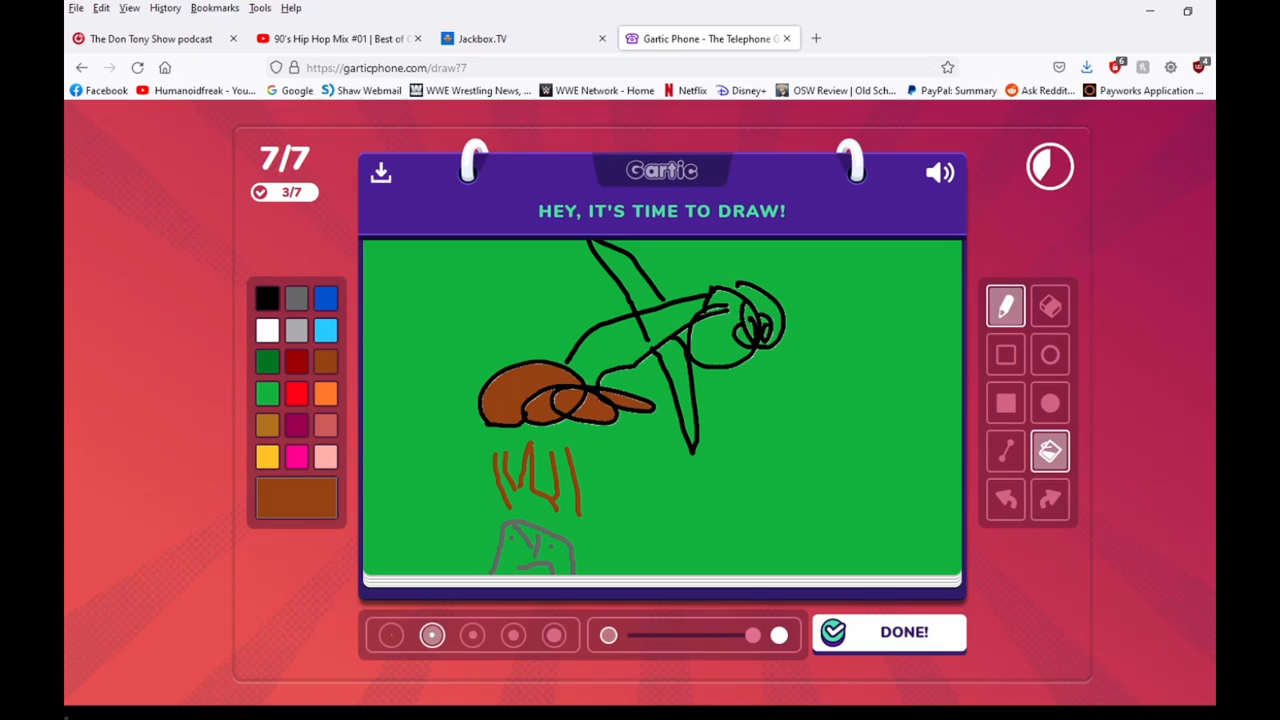 File Edit View History Bookmarks Tools Help
The Don Tony Show podcast 90's Hip Hop Mix #01 | Best of Jackbox.TV Gartic Phone - The Telephone G
https://garticphone.com/draw?7 6 4
Facebook YouTube - Humanoidfreak - You... Google Shaw Webmail WWE Wrestling News, ... WWE Network - Home Netflix Disney+ OSW Review | Old Sch... PayPal: Summary Ask Reddit... Payworks Application ...
7/7
3/7
Gartic
HEY, IT'S TIME TO DRAW!
DONE!